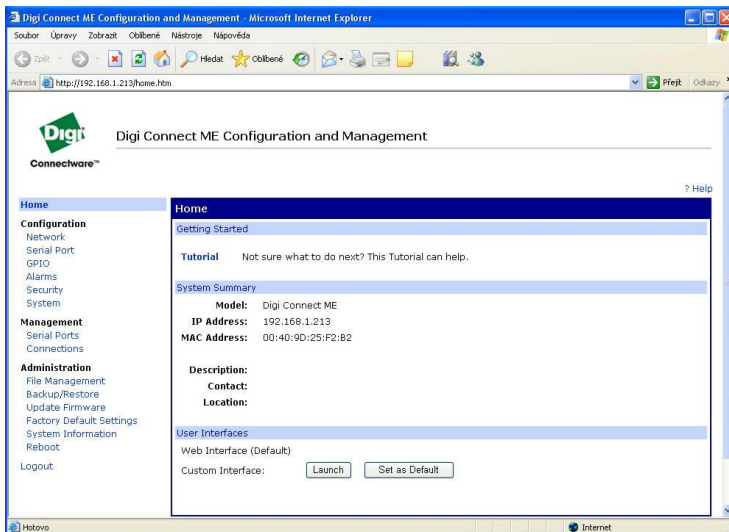 Digi Connect ME Configuration and Management - Microsoft Internet Explorer
Soubor Úpravy Zobrazit Oblíbené Nástroje Nápověda
Zpět Hledat Oblíbené
Adresa http://192.168.1.213/home.htm Přejít Odkazy »
Digi
Connectware™
Digi Connect ME Configuration and Management
? Help
Home
Configuration
Network
Serial Port
GPIO
Alarms
Security
System
Management
Serial Ports
Connections
Administration
File Management
Backup/Restore
Update Firmware
Factory Default Settings
System Information
Reboot
Logout
Home
Getting Started
Tutorial Not sure what to do next? This Tutorial can help.
System Summary
Model: Digi Connect ME
IP Address: 192.168.1.213
MAC Address: 00:40:9D:25:F2:B2
Description:
Contact:
Location:
User Interfaces
Web Interface (Default)
Custom Interface: Launch Set as Default
Hotovo Internet